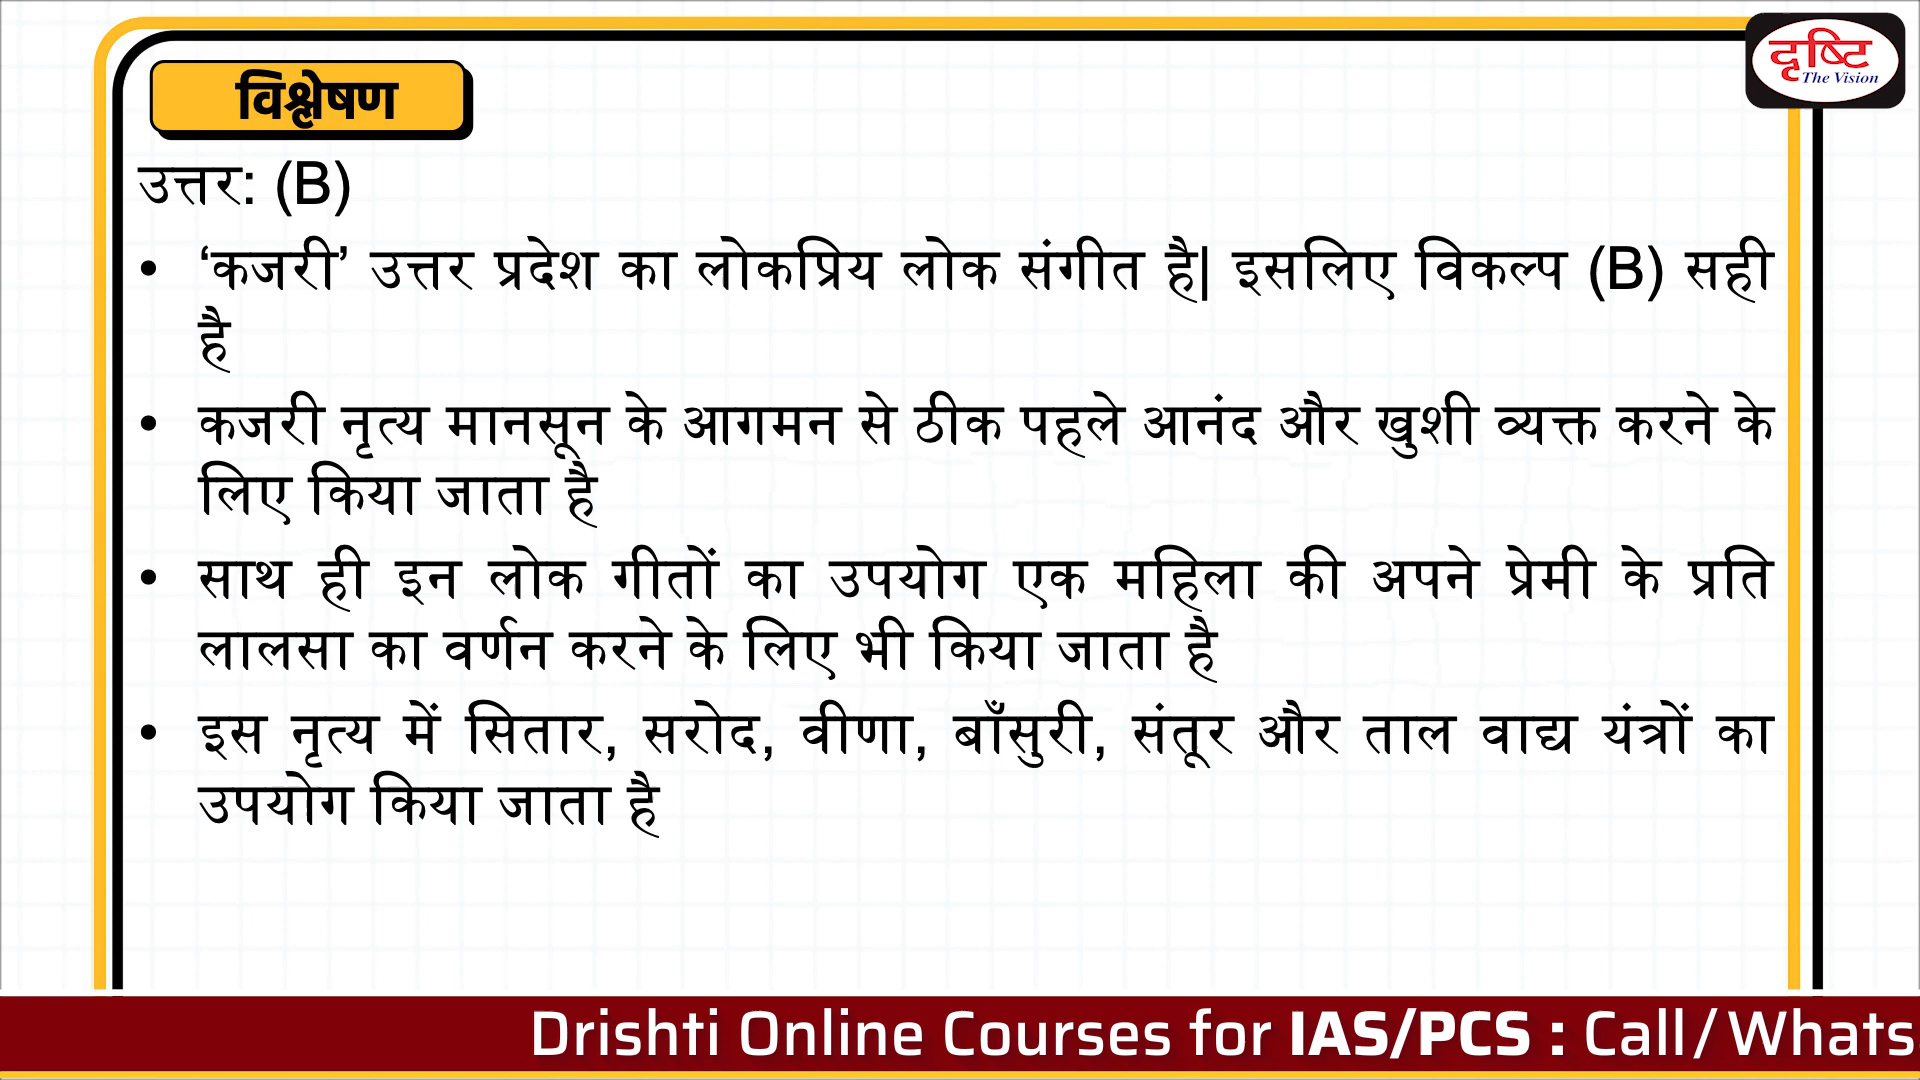 दृष्टि
The Vision
विश्लेषण
उत्तर: (B)
• ‘कजरी’ उत्तर प्रदेश का लोकप्रिय लोक संगीत है| इसलिए विकल्प (B) सही
है
• कजरी नृत्य मानसून के आगमन से ठीक पहले आनंद और खुशी व्यक्त करने के
लिए किया जाता है
• साथ ही इन लोक गीतों का उपयोग एक महिला की अपने प्रेमी के प्रति
लालसा का वर्णन करने के लिए भी किया जाता है
• इस नृत्य में सितार, सरोद, वीणा, बाँसुरी, संतूर और ताल वाद्य यंत्रों का
उपयोग किया जाता है
Drishti Online Courses for IAS/PCS : Call/Whats